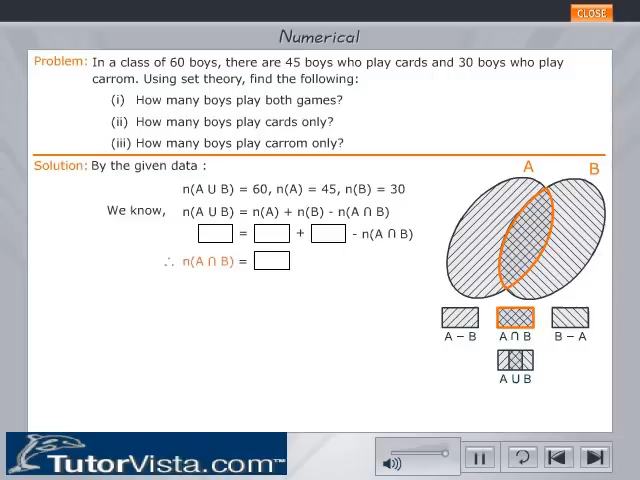 CLOSE
Numerical
Problem: In a class of 60 boys, there are 45 boys who play cards and 30 boys who play
carrom. Using set theory, find the following:
(i) How many boys play both games?
(ii) How many boys play cards only?
(iii) How many boys play carrom only?
Solution: By the given data :
n(A U B) = 60, n(A) = 45, n(B) = 30
We know, n(A U B) = n(A) + n(B) - n(A ∩ B)
= + - n(A ∩ B)
∴ n(A ∩ B) =
A B
A − B A ∩ B B − A
A U B
TutorVista.com™